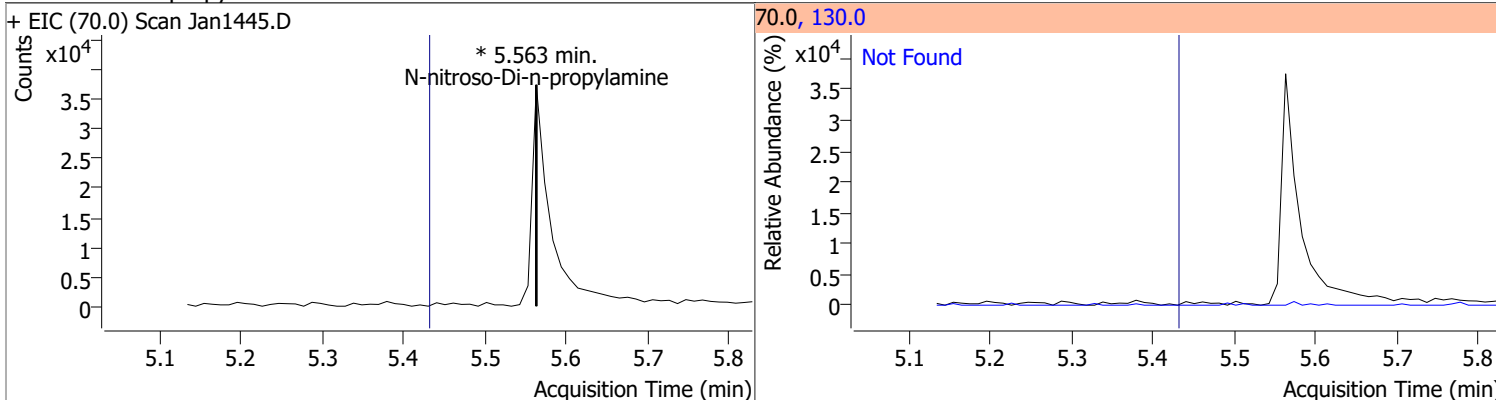 + EIC (70.0) Scan Jan1445.D
Counts
x10⁴
* 5.563 min.
N-nitroso-Di-n-propylamine
3.5
3
2.5
2
1.5
1
0.5
0
5.1 5.2 5.3 5.4 5.5 5.6 5.7 5.8
Acquisition Time (min)
70.0, 130.0
Relative Abundance (%)
x10⁴
Not Found
3.5
3
2.5
2
1.5
1
0.5
0
5.1 5.2 5.3 5.4 5.5 5.6 5.7 5.8
Acquisition Time (min)